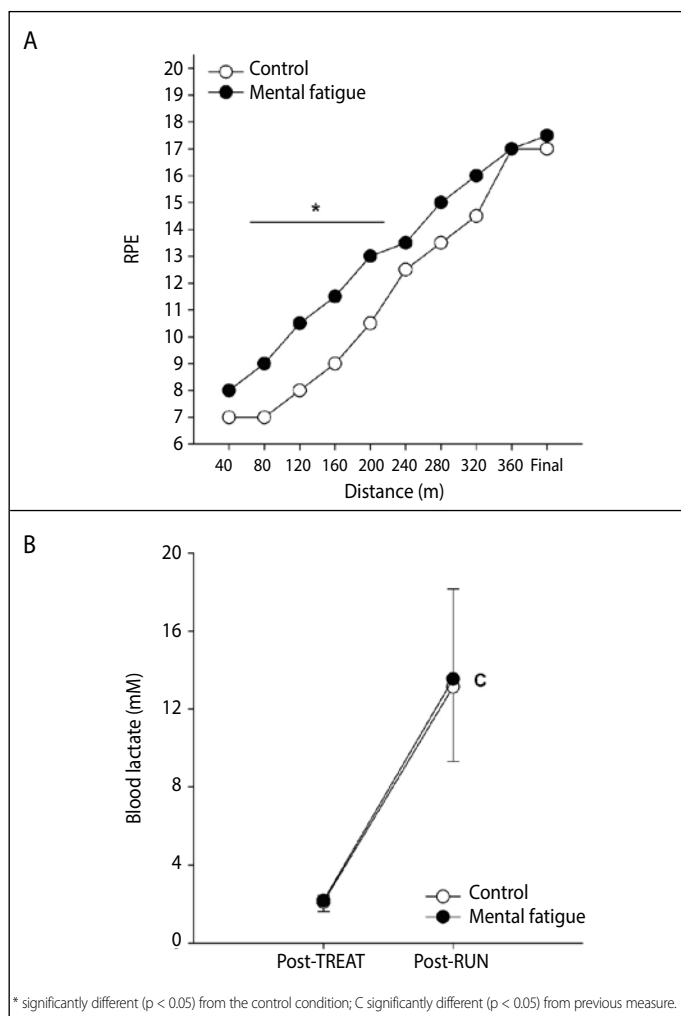 A
20
19
18
17
16
15
14
13
12
11
10
9
8
7
6
RPE
Control
Mental fatigue
*
40 80 120 160 200 240 280 320 360 Final
Distance (m)
B
20
16
12
8
4
0
Blood lactate (mM)
C
Control
Mental fatigue
Post-TREAT Post-RUN
* significantly different (p < 0.05) from the control condition; C significantly different (p < 0.05) from previous measure.